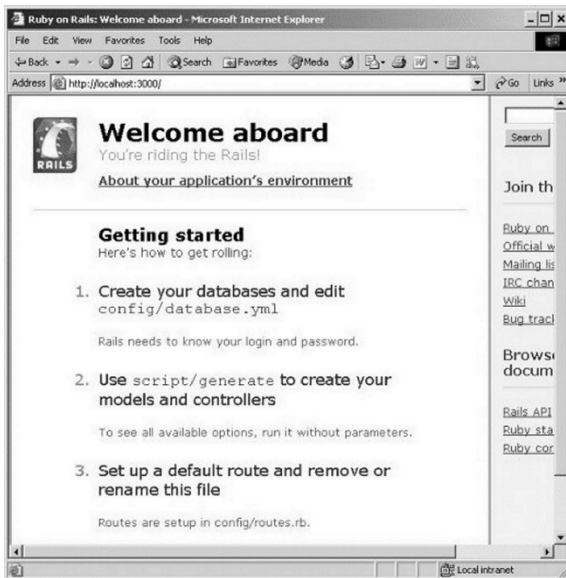 Ruby on Rails: Welcome aboard - Microsoft Internet Explorer
File Edit View Favorites Tools Help
Back Search Favorites Media
Address http://localhost:3000/ Go Links »
RAILS
Welcome aboard
You're riding the Rails!
About your application's environment
Getting started
Here's how to get rolling:
1. Create your databases and edit
config/database.yml
Rails needs to know your login and password.
2. Use script/generate to create your
models and controllers
To see all available options, run it without parameters.
3. Set up a default route and remove or
rename this file
Routes are setup in config/routes.rb.
Search
Join th
Ruby on
Official w
Mailing lis
IRC chan
Wiki
Bug track
Browse
docum
Rails API
Ruby sta
Ruby cor
Local intranet